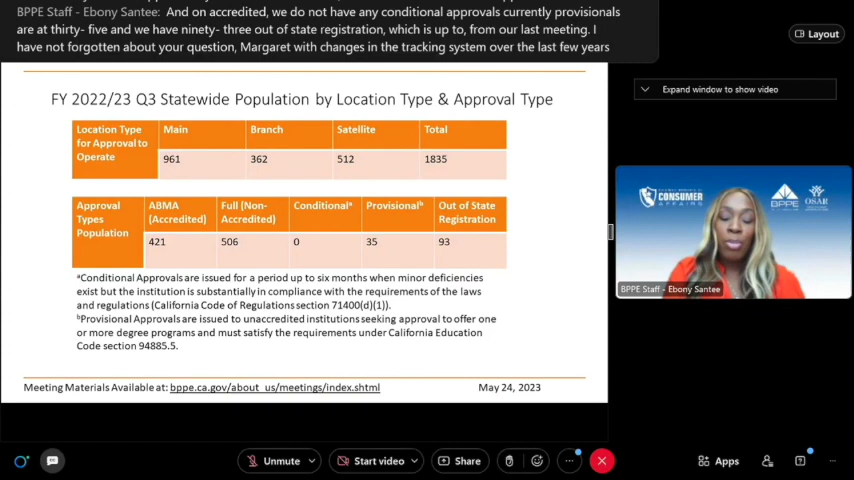 BPPE Staff - Ebony Santee: And on accredited, we do not have any conditional approvals currently provisionals
are at thirty- five and we have ninety- three out of state registration, which is up to, from our last meeting. I
have not forgotten about your question, Margaret with changes in the tracking system over the last few years
Layout
Expand window to show video
FY 2022/23 Q3 Statewide Population by Location Type & Approval Type
Location Type Main Branch Satellite Total
for Approval to
Operate
961 362 512 1835
Approval ABMA Full (Non- Conditionalᵃ Provisionalᵇ Out of State
Types (Accredited) Accredited) Registration
Population
421 506 0 35 93
ᵃConditional Approvals are issued for a period up to six months when minor deficiencies
exist but the institution is substantially in compliance with the requirements of the laws
and regulations (California Code of Regulations section 71400(d)(1)).
ᵇProvisional Approvals are issued to unaccredited institutions seeking approval to offer one
or more degree programs and must satisfy the requirements under California Education
Code section 94885.5.
Meeting Materials Available at: bppe.ca.gov/about_us/meetings/index.shtml May 24, 2023
CONSUMER
AFFAIRS
BPPE
OSAR
BPPE Staff - Ebony Santee
Unmute
Start video
Share
Apps